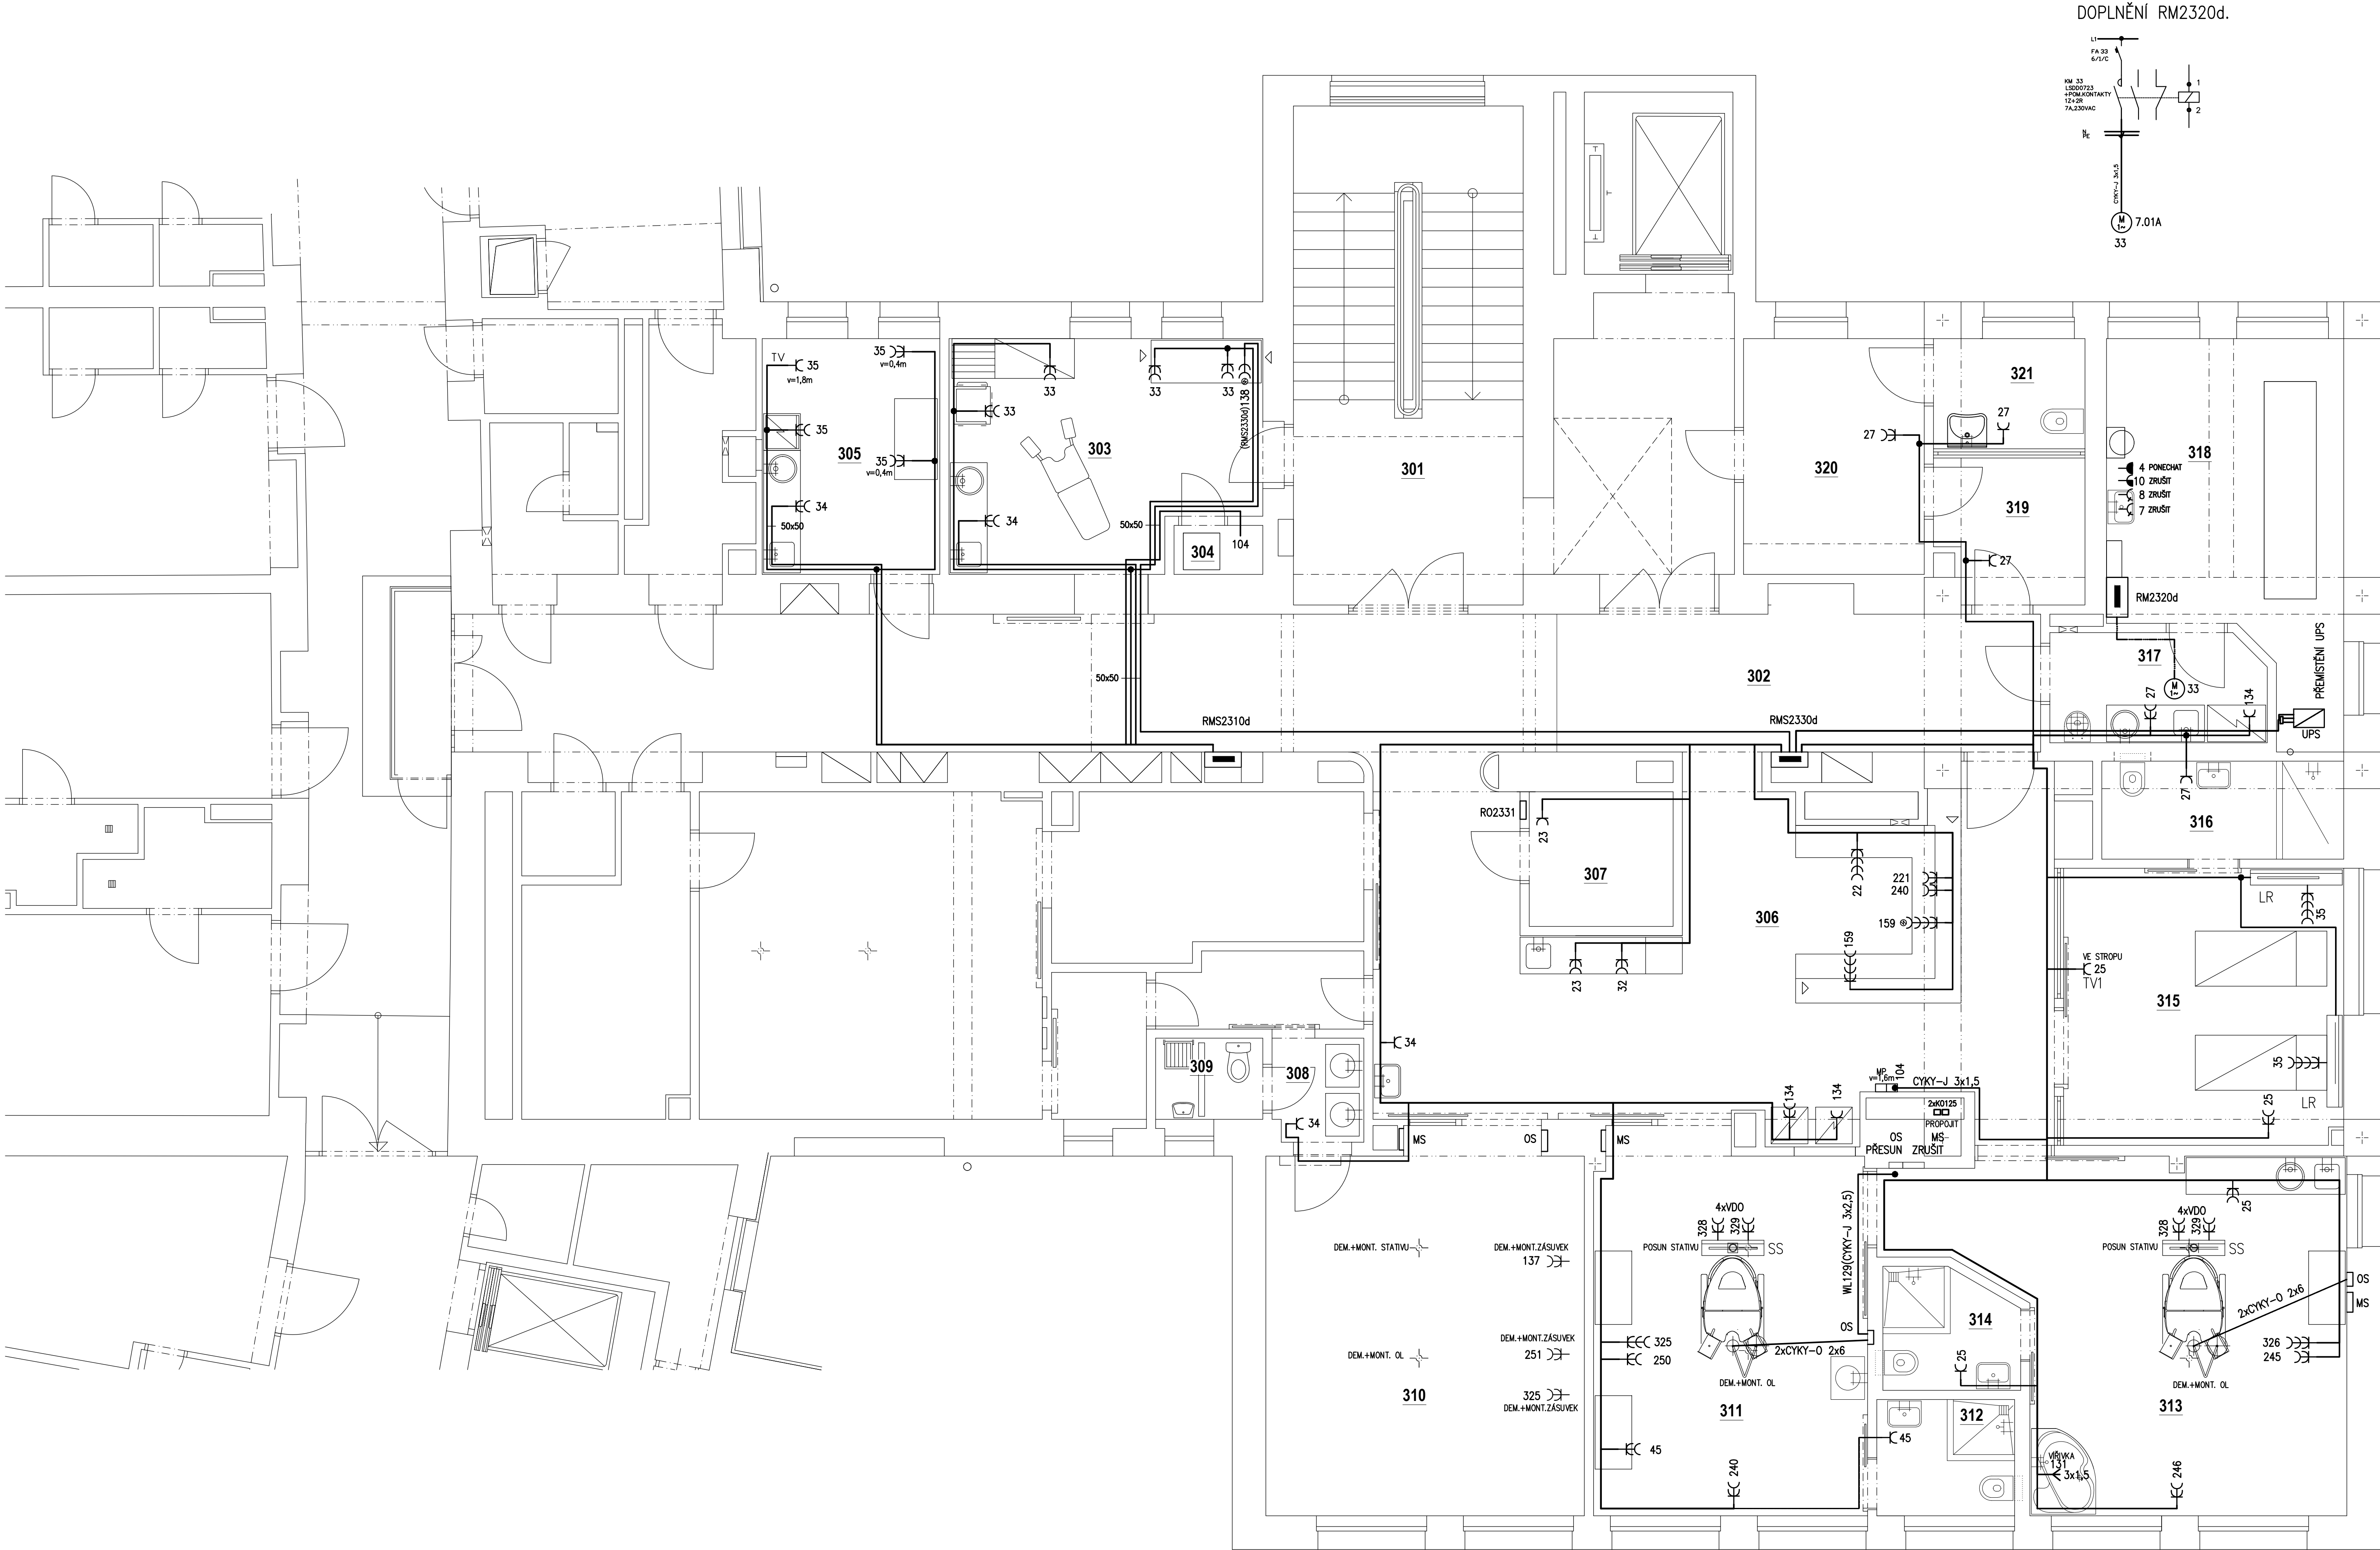 DOPLNĚNÍ RM2320d.
L1
FA 33
6/1/C
KM 33
LSDD0723
+POM.KONTAKTY
1Z+2R
7A,230VAC
1
2
N
PE
CYKY-J 3x1,5
M
1~
7.01A
33
TV
35
v=1,8m
35
v=0,4m
35
305
35
v=0,4m
34
50x50
33
33
33
33
(RMS2330d)138
303
34
50x50
304
104
301
320
27
27
321
319
27
318
4 PONECHAT
10 ZRUŠIT
8 ZRUŠIT
7 ZRUŠIT
RM2320d
317
M
1~
33
27
134
PŘEMÍSTĚNÍ UPS
UPS
302
50x50
RMS2310d
RMS2330d
27
316
RO2331
23
307
22
221
240
159
306
159
23
32
34
LR
35
VE STROPU
25
TV1
315
35
LR
25
309
308
34
MS
OS
MS
134
134
MP
v=1,6m
104
CYKY-J 3x1,5
2xKO125
PROPOJIT
OS
PŘESUN
MS
ZRUŠIT
DEM.+MONT. STATIVU
DEM.+MONT.ZÁSUVEK
137
DEM.+MONT.ZÁSUVEK
251
DEM.+MONT. OL
325
DEM.+MONT.ZÁSUVEK
310
4xVDO
328
329
POSUN STATIVU
SS
WL129(CYKY-J 3x2,5)
OS
2xCYKY-O 2x6
325
250
DEM.+MONT. OL
311
45
240
45
314
25
312
25
4xVDO
328
329
POSUN STATIVU
SS
OS
MS
2xCYKY-O 2x6
326
245
DEM.+MONT. OL
313
VÍŘIVKA
131
3x1,5
246